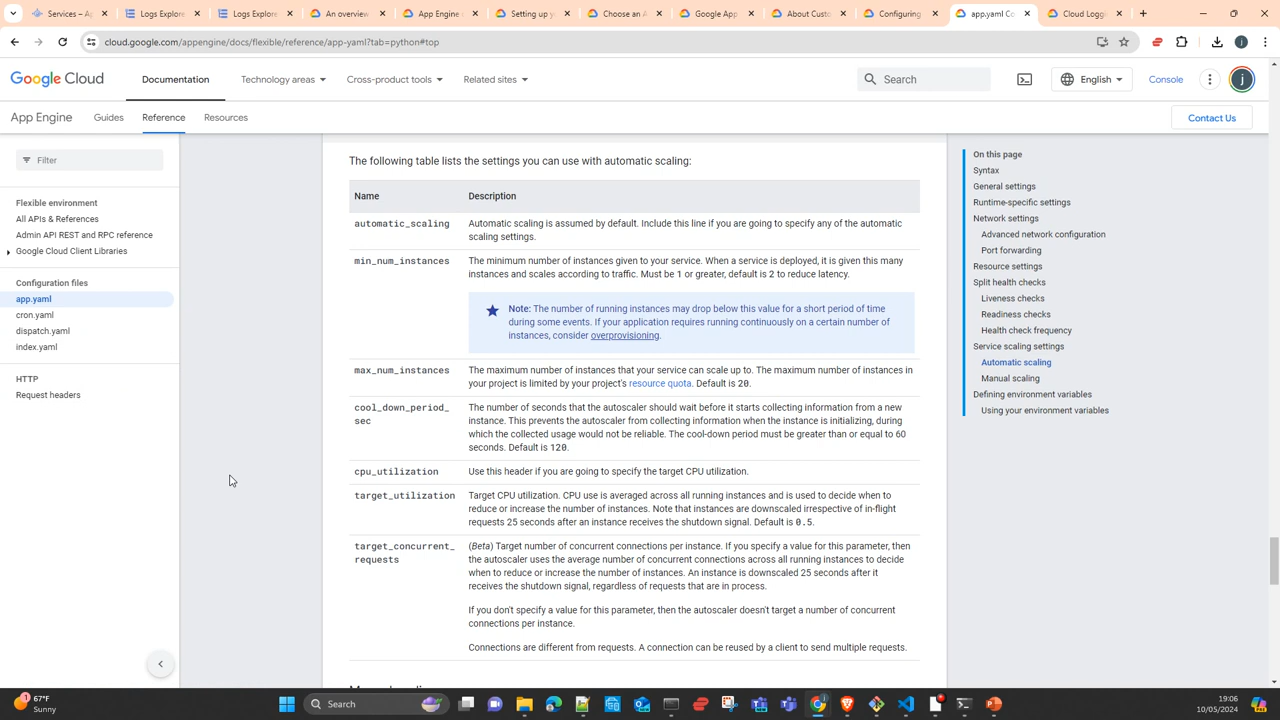 Services – Ap
Logs Explore
Logs Explore
An overview
App Engine
Setting up y
Choose an A
Google App
About Custo
Configuring
app.yaml Co
Cloud Loggi
cloud.google.com/appengine/docs/flexible/reference/app-yaml?tab=python#top
j
Google Cloud
Documentation
Technology areas
Cross-product tools
Related sites
Search
English
Console
j
App Engine
Guides
Reference
Resources
Contact Us
Filter
Flexible environment
All APIs & References
Admin API REST and RPC reference
Google Cloud Client Libraries
Configuration files
app.yaml
cron.yaml
dispatch.yaml
index.yaml
HTTP
Request headers
The following table lists the settings you can use with automatic scaling:
Name Description
automatic_scaling Automatic scaling is assumed by default. Include this line if you are going to specify any of the automatic
scaling settings.
min_num_instances The minimum number of instances given to your service. When a service is deployed, it is given this many
instances and scales according to traffic. Must be 1 or greater, default is 2 to reduce latency.
Note: The number of running instances may drop below this value for a short period of time
during some events. If your application requires running continuously on a certain number of
instances, consider overprovisioning.
max_num_instances The maximum number of instances that your service can scale up to. The maximum number of instances in
your project is limited by your project's resource quota. Default is 20.
cool_down_period_ The number of seconds that the autoscaler should wait before it starts collecting information from a new
sec instance. This prevents the autoscaler from collecting information when the instance is initializing, during
which the collected usage would not be reliable. The cool-down period must be greater than or equal to 60
seconds. Default is 120.
cpu_utilization Use this header if you are going to specify the target CPU utilization.
target_utilization Target CPU utilization. CPU use is averaged across all running instances and is used to decide when to
reduce or increase the number of instances. Note that instances are downscaled irrespective of in-flight
requests 25 seconds after an instance receives the shutdown signal. Default is 0.5.
target_concurrent_ (Beta) Target number of concurrent connections per instance. If you specify a value for this parameter, then
requests the autoscaler uses the average number of concurrent connections across all running instances to decide
when to reduce or increase the number of instances. An instance is downscaled 25 seconds after it
receives the shutdown signal, regardless of requests that are in process.
If you don't specify a value for this parameter, then the autoscaler doesn't target a number of concurrent
connections per instance.
Connections are different from requests. A connection can be reused by a client to send multiple requests.
On this page
Syntax
General settings
Runtime-specific settings
Network settings
Advanced network configuration
Port forwarding
Resource settings
Split health checks
Liveness checks
Readiness checks
Health check frequency
Service scaling settings
Automatic scaling
Manual scaling
Defining environment variables
Using your environment variables
1
67°F
Sunny
Search
19:06
10/05/2024